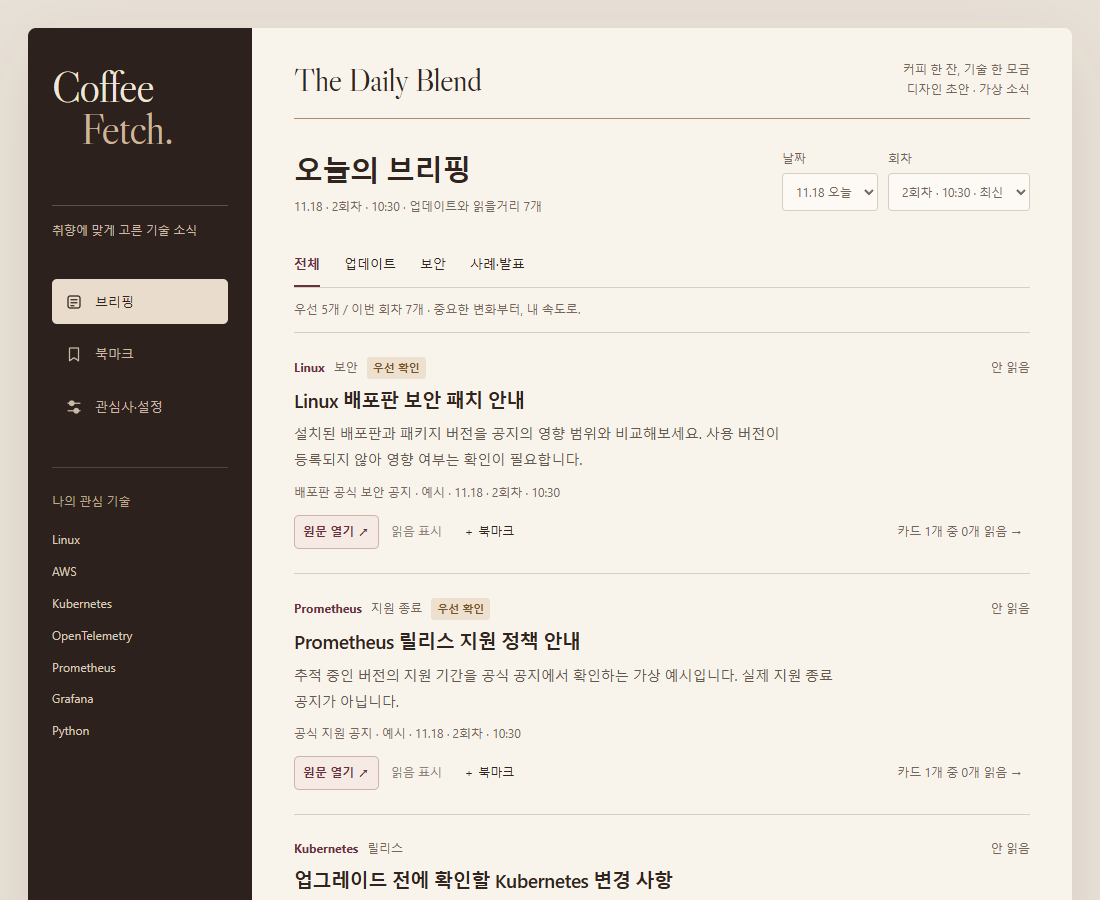 Coffee
Fetch.
취향에 맞게 고른 기술 소식
브리핑
북마크
관심사·설정
나의 관심 기술
Linux
AWS
Kubernetes
OpenTelemetry
Prometheus
Grafana
Python
The Daily Blend
커피 한 잔, 기술 한 모금
디자인 초안 · 가상 소식
오늘의 브리핑
11.18 · 2회차 · 10:30 · 업데이트와 읽을거리 7개
날짜
회차
11.18 오늘
2회차 · 10:30 · 최신
전체 업데이트 보안 사례·발표
우선 5개 / 이번 회차 7개 · 중요한 변화부터, 내 속도로.
Linux 보안 우선 확인 안 읽음
Linux 배포판 보안 패치 안내
설치된 배포판과 패키지 버전을 공지의 영향 범위와 비교해보세요. 사용 버전이
등록되지 않아 영향 여부는 확인이 필요합니다.
배포판 공식 보안 공지 · 예시 · 11.18 · 2회차 · 10:30
원문 열기 ↗ 읽음 표시 + 북마크 카드 1개 중 0개 읽음 →
Prometheus 지원 종료 우선 확인 안 읽음
Prometheus 릴리스 지원 정책 안내
추적 중인 버전의 지원 기간을 공식 공지에서 확인하는 가상 예시입니다. 실제 지원 종료
공지가 아닙니다.
공식 지원 공지 · 예시 · 11.18 · 2회차 · 10:30
원문 열기 ↗ 읽음 표시 + 북마크 카드 1개 중 0개 읽음 →
Kubernetes 릴리스 안 읽음
업그레이드 전에 확인할 Kubernetes 변경 사항